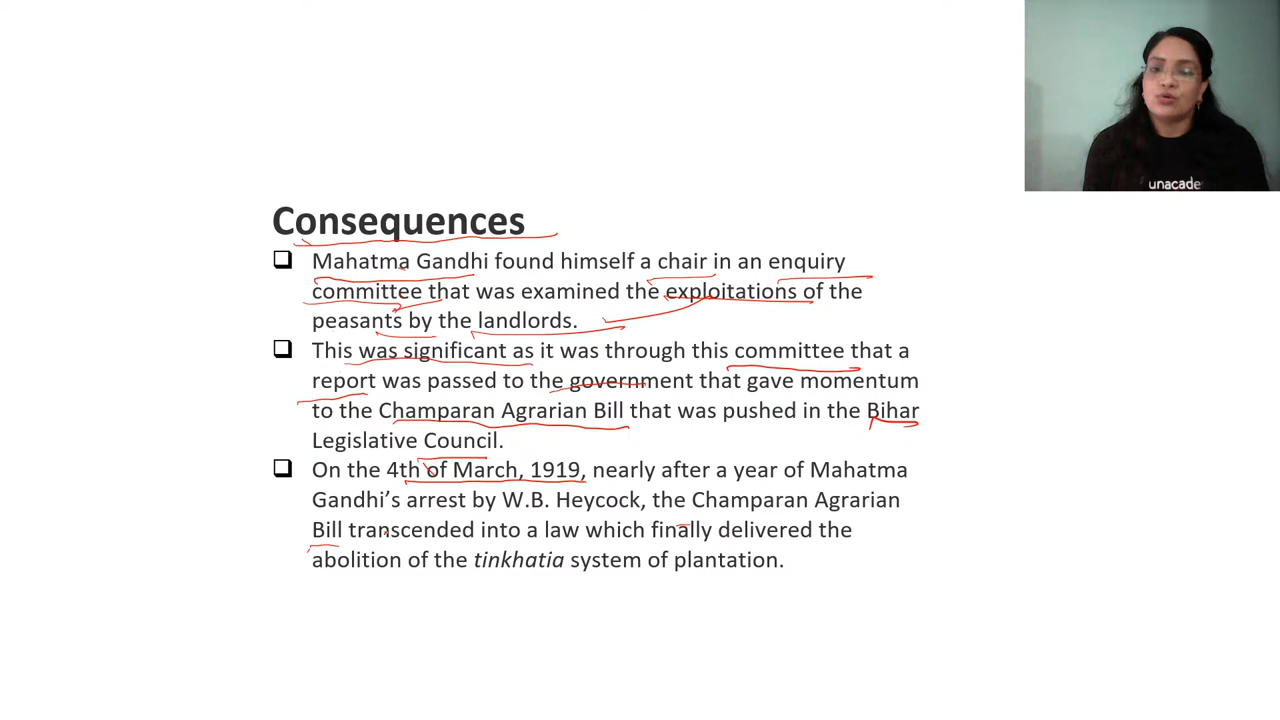 unacade
Consequences
❑ Mahatma Gandhi found himself a chair in an enquiry
committee that was examined the exploitations of the
peasants by the landlords.
❑ This was significant as it was through this committee that a
report was passed to the government that gave momentum
to the Champaran Agrarian Bill that was pushed in the Bihar
Legislative Council.
❑ On the 4th of March, 1919, nearly after a year of Mahatma
Gandhi’s arrest by W.B. Heycock, the Champaran Agrarian
Bill transcended into a law which finally delivered the
abolition of the tinkhatia system of plantation.